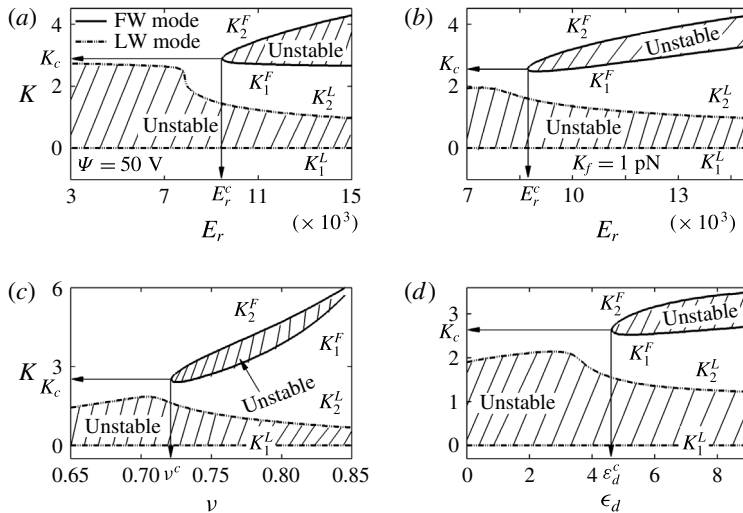 (a)
FW mode
LW mode
4
2
0
K
K_c
K_2^F
K_1^F
Unstable
K_2^L
Unstable
K_1^L
Ψ = 50 V
3
7
E_r^c
11
15
E_r
(× 10^3)
(b)
4
2
0
K_c
K_2^F
Unstable
K_1^F
K_2^L
Unstable
K_f = 1 pN
K_1^L
7
E_r^c
10
13
E_r
(× 10^3)
(c)
6
3
0
K
K_c
K_2^F
K_1^F
Unstable
K_2^L
Unstable
K_1^L
0.65
0.70
ν^c
0.75
0.80
0.85
ν
(d)
3
2
1
0
K_c
K_2^F
Unstable
K_1^F
K_2^L
Unstable
K_1^L
0
2
4
ε_d^c
6
8
ϵ_d